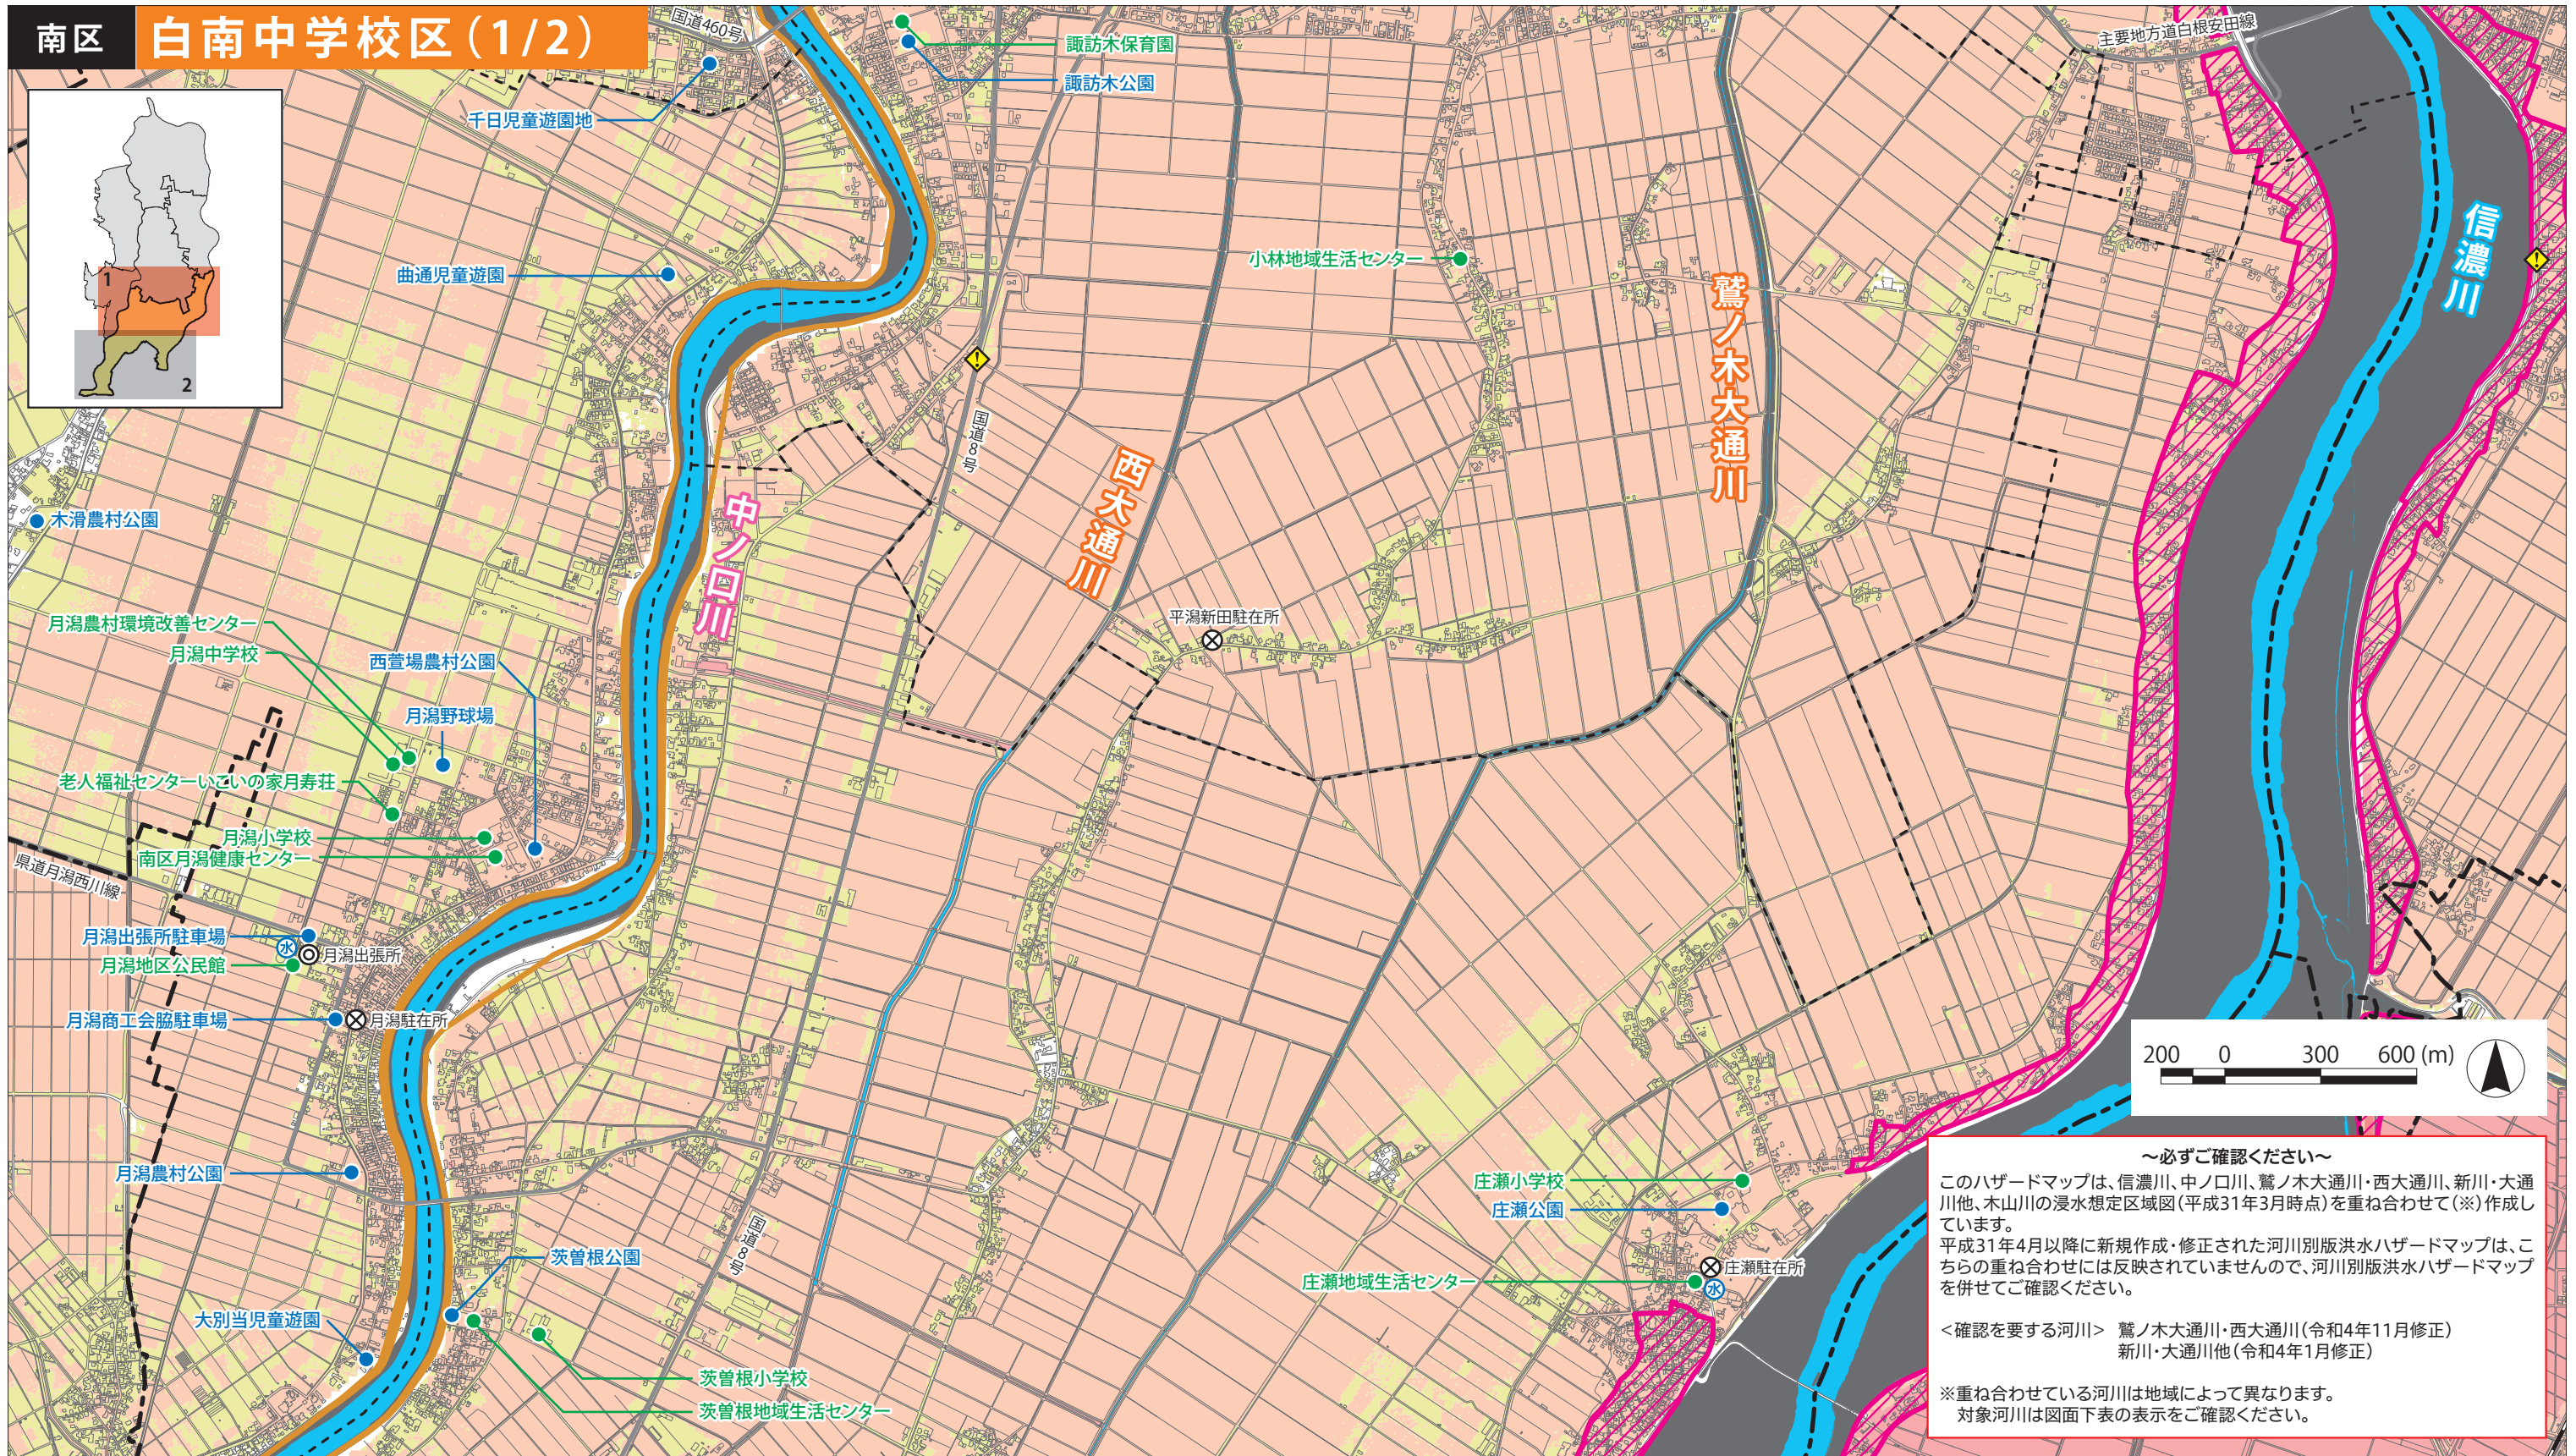 南区
白南中学校区（1/2）
国道460号
諏訪木保育園
諏訪木公園
千日児童遊園地
主要地方道白根安田線
1
2
曲通児童遊園
小林地域生活センター
信濃川
鷲ノ木大通川
国道8号
西大通川
中ノ口川
木滑農村公園
平潟新田駐在所
月潟農村環境改善センター
月潟中学校
西萱場農村公園
月潟野球場
老人福祉センターいこいの家月寿荘
月潟小学校
南区月潟健康センター
県道月潟西川線
月潟出張所駐車場
水
月潟出張所
月潟地区公民館
月潟商工会脇駐車場
月潟駐在所
月潟農村公園
国道8号
茨曽根公園
大別当児童遊園
茨曽根小学校
茨曽根地域生活センター
庄瀬小学校
庄瀬公園
庄瀬駐在所
庄瀬地域生活センター
水
200 0 300 600 (m)
～必ずご確認ください～
このハザードマップは、信濃川、中ノ口川、鷲ノ木大通川・西大通川、新川・大通
川他、木山川の浸水想定区域図（平成31年3月時点）を重ね合わせて（※）作成し
ています。
平成31年4月以降に新規作成・修正された河川別版洪水ハザードマップは、こ
ちらの重ね合わせには反映されていませんので、河川別版洪水ハザードマップ
を併せてご確認ください。
＜確認を要する河川＞ 鷲ノ木大通川・西大通川（令和4年11月修正）
新川・大通川他（令和4年1月修正）
※重ね合わせている河川は地域によって異なります。
対象河川は図面下表の表示をご確認ください。